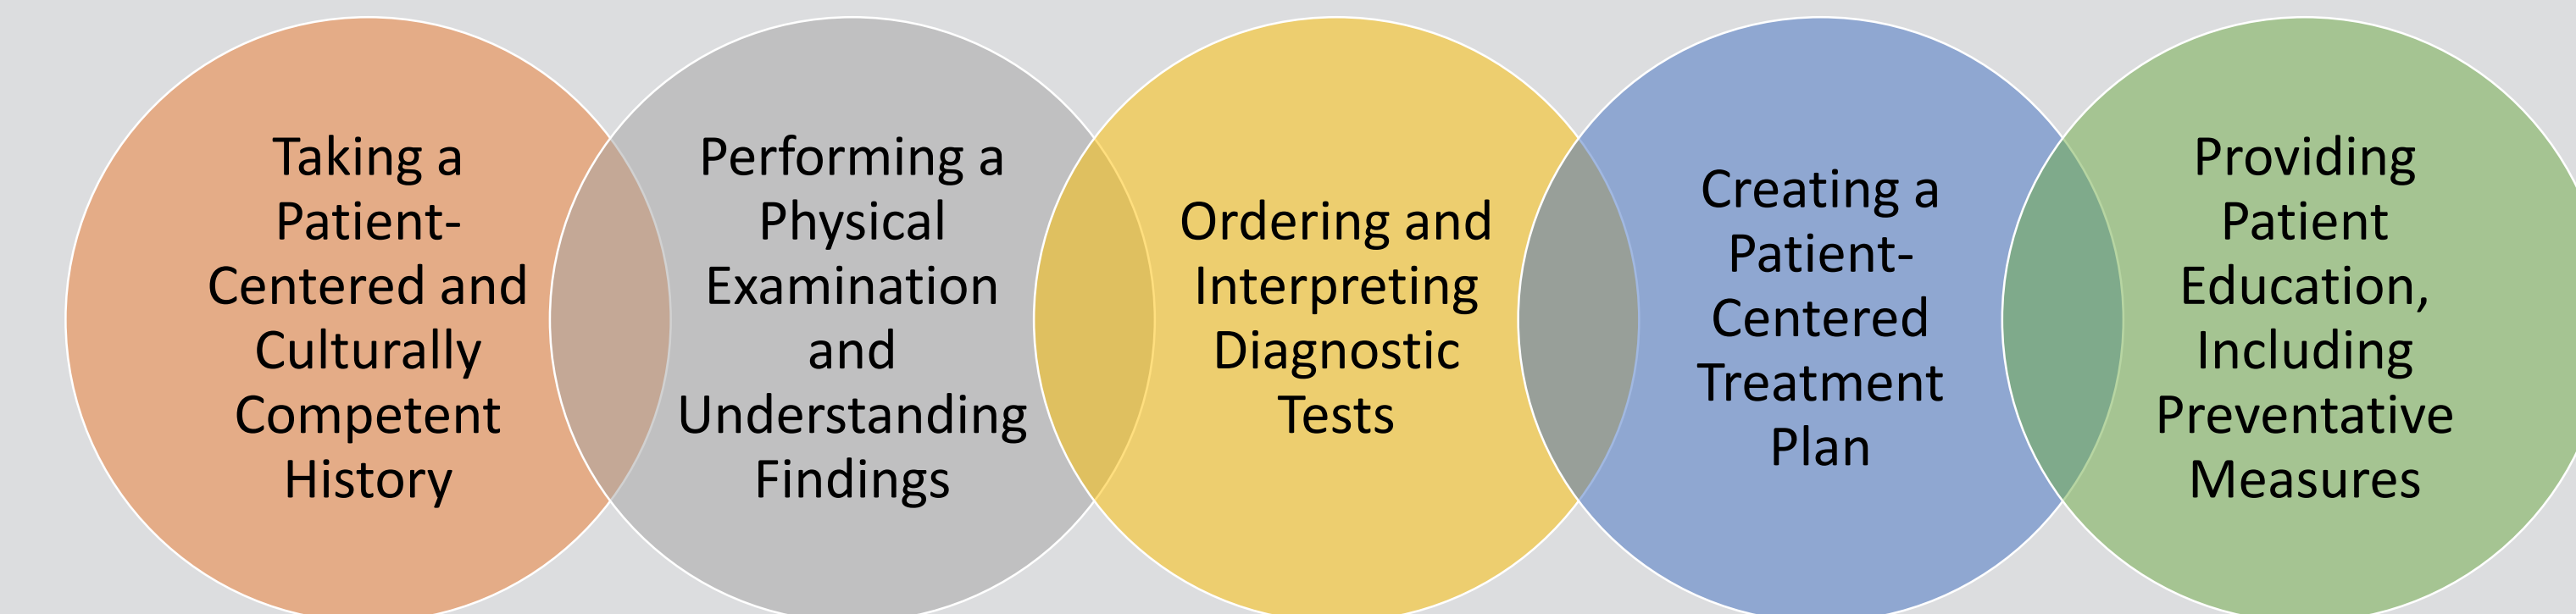 Taking a
Patient-
Centered and
Culturally
Competent
History
Performing a
Physical
Examination
and
Understanding
Findings
Ordering and
Interpreting
Diagnostic
Tests
Creating a
Patient-
Centered
Treatment
Plan
Providing
Patient
Education,
Including
Preventative
Measures